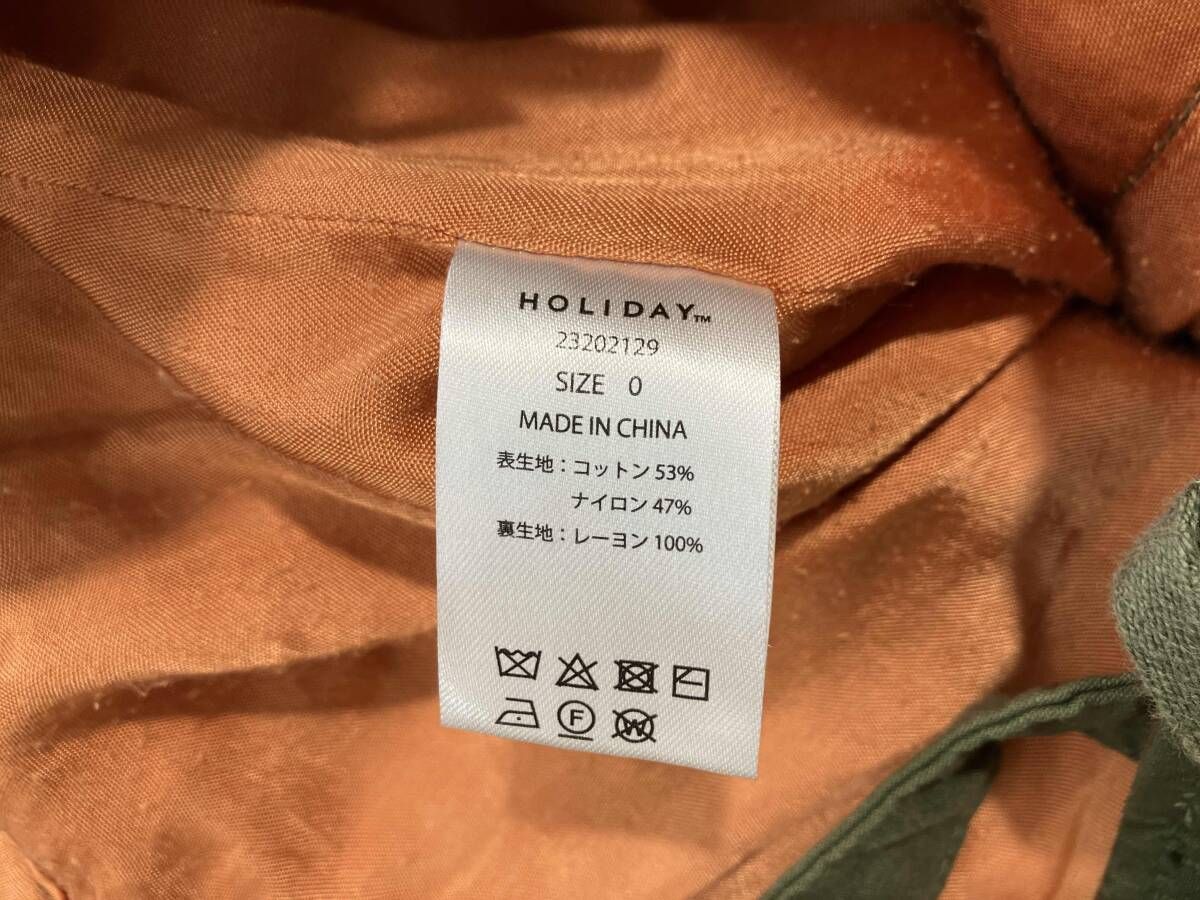 HOLIDAY™
23202129
SIZE 0
MADE IN CHINA
表生地：コットン 53%
ナイロン 47%
裏生地：レーヨン 100%
F
W